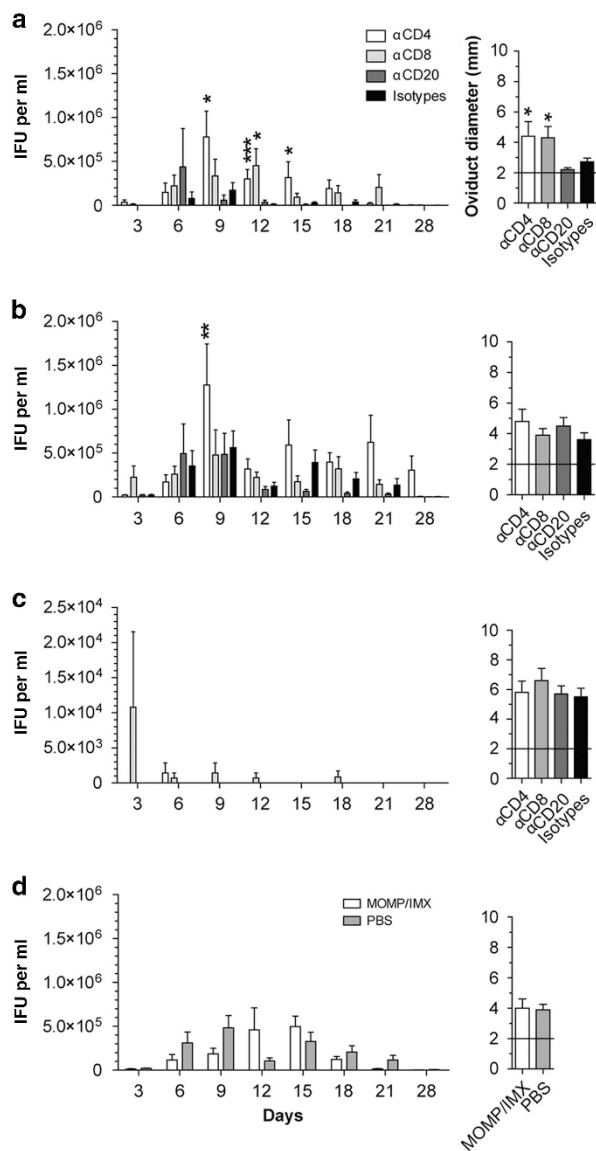 a
IFU per ml
2.0×10⁶
1.5×10⁶
1.0×10⁶
5.0×10⁵
0
3 6 9 12 15 18 21 28
* *** * *
αCD4
αCD8
αCD20
Isotypes
Oviduct diameter (mm)
10
8
6
4
2
0
* *
αCD4 αCD8 αCD20 Isotypes
b
IFU per ml
2.0×10⁶
1.5×10⁶
1.0×10⁶
5.0×10⁵
0
3 6 9 12 15 18 21 28
**
10
8
6
4
2
0
αCD4 αCD8 αCD20 Isotypes
c
IFU per ml
2.5×10⁴
2.0×10⁴
1.5×10⁴
1.0×10⁴
5.0×10³
0
3 6 9 12 15 18 21 28
10
8
6
4
2
0
αCD4 αCD8 αCD20 Isotypes
d
IFU per ml
2.0×10⁶
1.5×10⁶
1.0×10⁶
5.0×10⁵
0
3 6 9 12 15 18 21 28
Days
MOMP/IMX
PBS
10
8
6
4
2
0
MOMP/IMX PBS